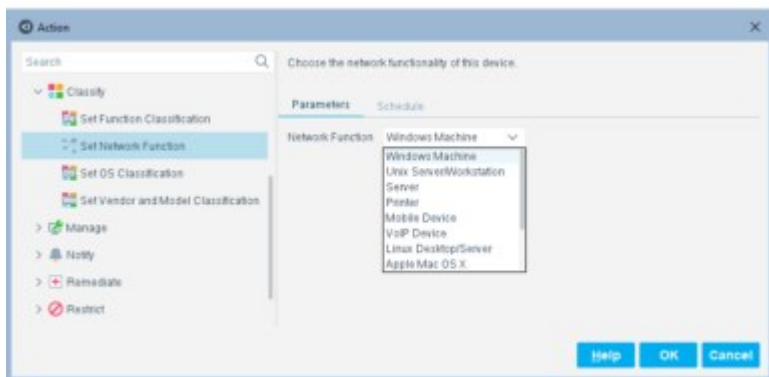 Action
Search
Choose the network functionality of this device.
Classify
Set Function Classification
Set Network Function
Set OS Classification
Set Vendor and Model Classification
Manage
Notify
Remediate
Restrict
Parameters Schedule
Network Function Windows Machine
Windows Machine
Unix Server/Workstation
Server
Printer
Mobile Device
VoIP Device
Linux Desktop/Server
Apple Mac OS X
Help OK Cancel